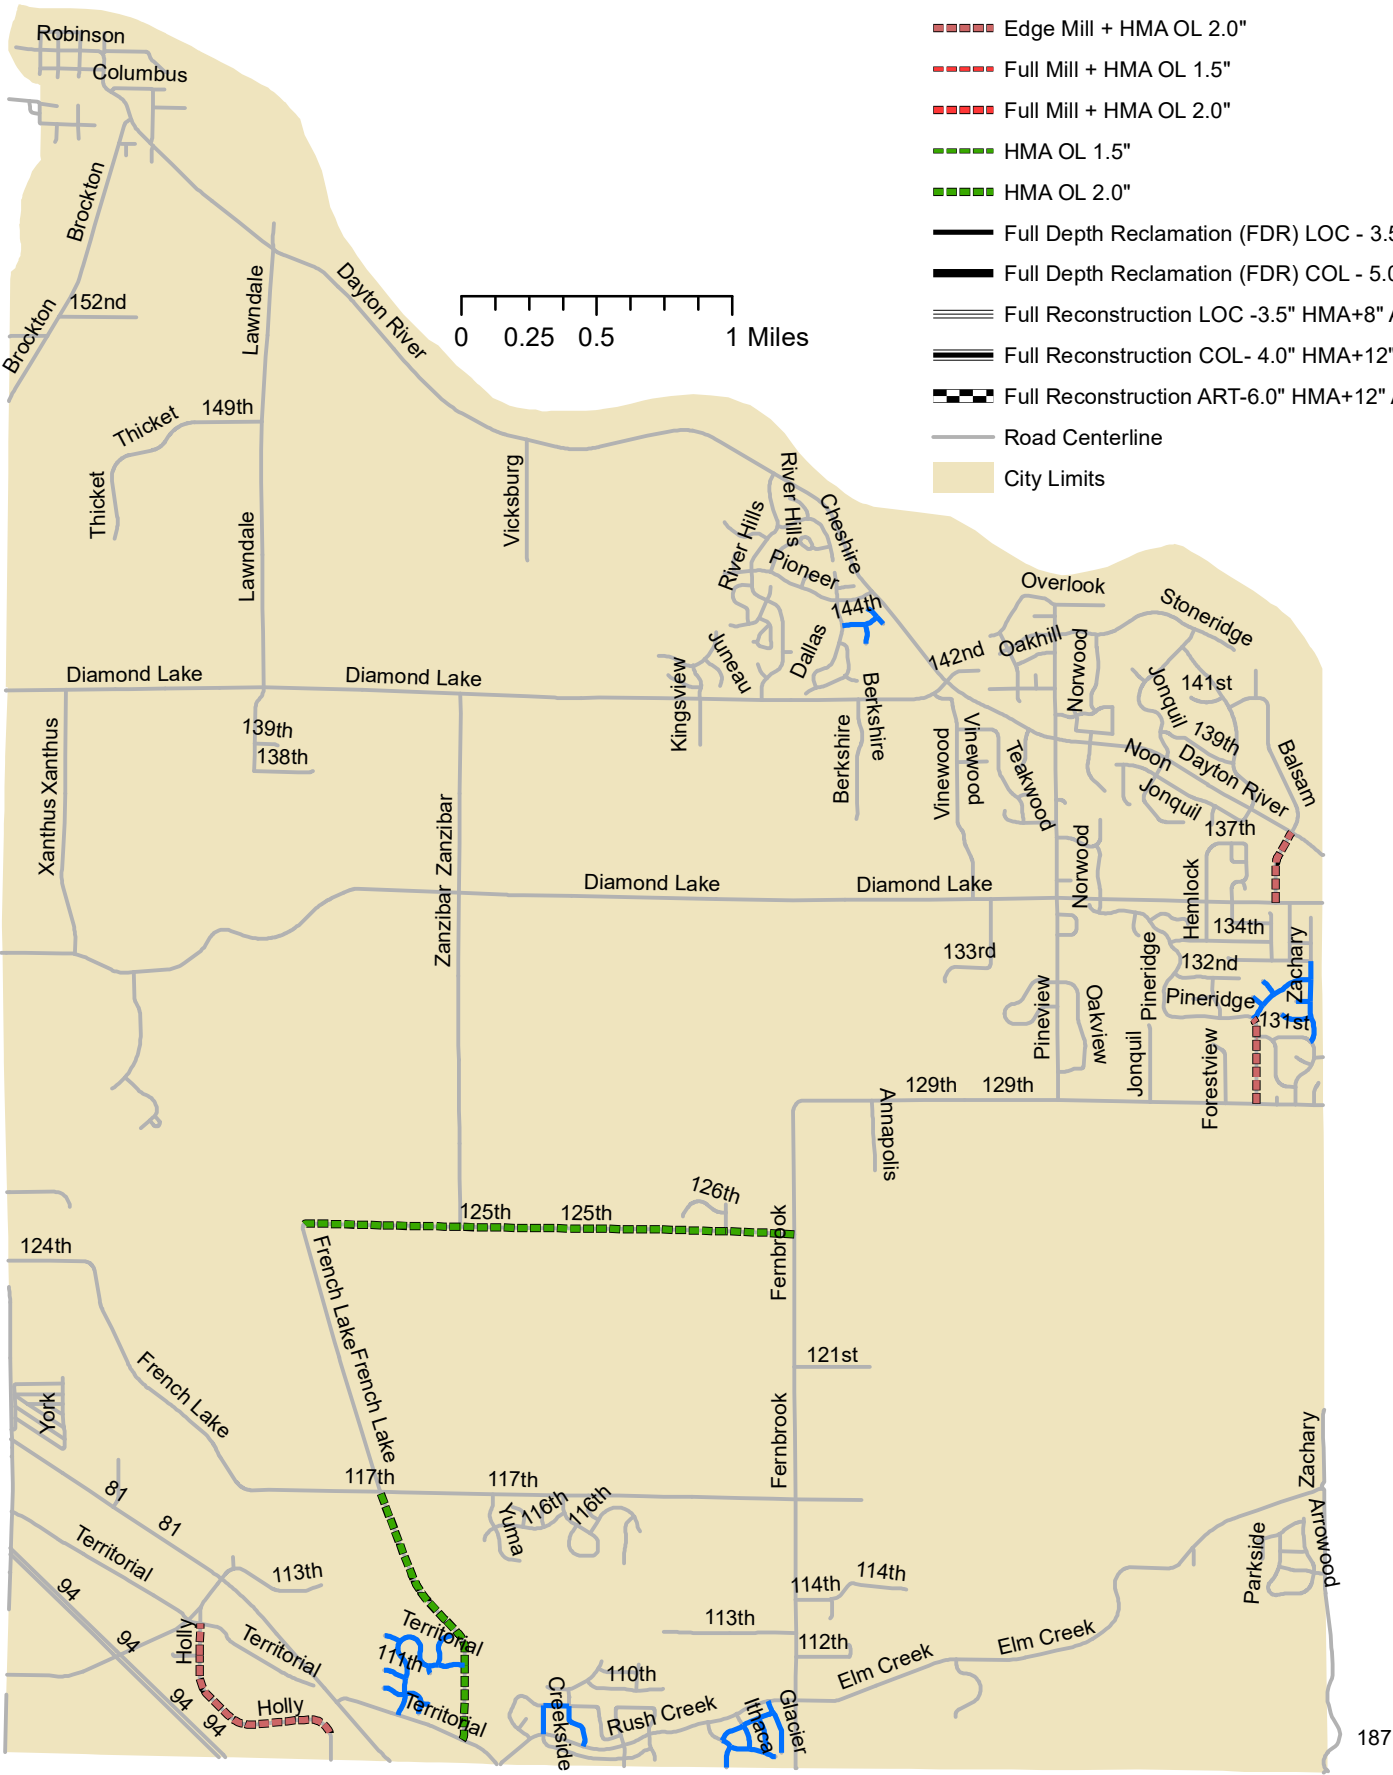 Edge Mill + HMA OL 2.0"
Full Mill + HMA OL 1.5"
Full Mill + HMA OL 2.0"
HMA OL 1.5"
HMA OL 2.0"
Full Depth Reclamation (FDR) LOC - 3.5
Full Depth Reclamation (FDR) COL - 5.0
Full Reconstruction LOC -3.5" HMA+8" A
Full Reconstruction COL- 4.0" HMA+12"
Full Reconstruction ART-6.0" HMA+12" A
Road Centerline
City Limits
0 0.25 0.5 1 Miles
Robinson
Columbus
Brockton
152nd
Brockton
Lawndale
Dayton River
149th
Thicket
Thicket
Lawndale
Vicksburg
River Hills
River Hills
Cheshire
Pioneer
144th
Dallas
Juneau
Kingsview
Overlook
Stoneridge
Oakhill
Norwood
142nd
Jonquil
141st
139th
Balsam
Diamond Lake
Diamond Lake
Berkshire
Berkshire
Vinewood
Vinewood
Teakwood
Noon
Dayton River
Jonquil
137th
Xanthus
Xanthus
139th
138th
Zanzibar
Zanzibar
Diamond Lake
Diamond Lake
Norwood
Hemlock
134th
Zachary
133rd
132nd
Pineridge
Pineridge
131st
Pineview
Oakview
Jonquil
Forestview
129th
129th
Annapolis
126th
125th
125th
Fernbrook
124th
French Lake
French Lake
121st
French Lake
York
Fernbrook
Zachary
117th
117th
81
81
Yuma
116th
116th
Arrowood
Parkside
Territorial
113th
114th
114th
94
94
94
94
Holly
Territorial
Territorial
111th
113th
112th
Elm Creek
Elm Creek
110th
Holly
Territorial
Creekside
Rush Creek
Ithaca
Glacier
187